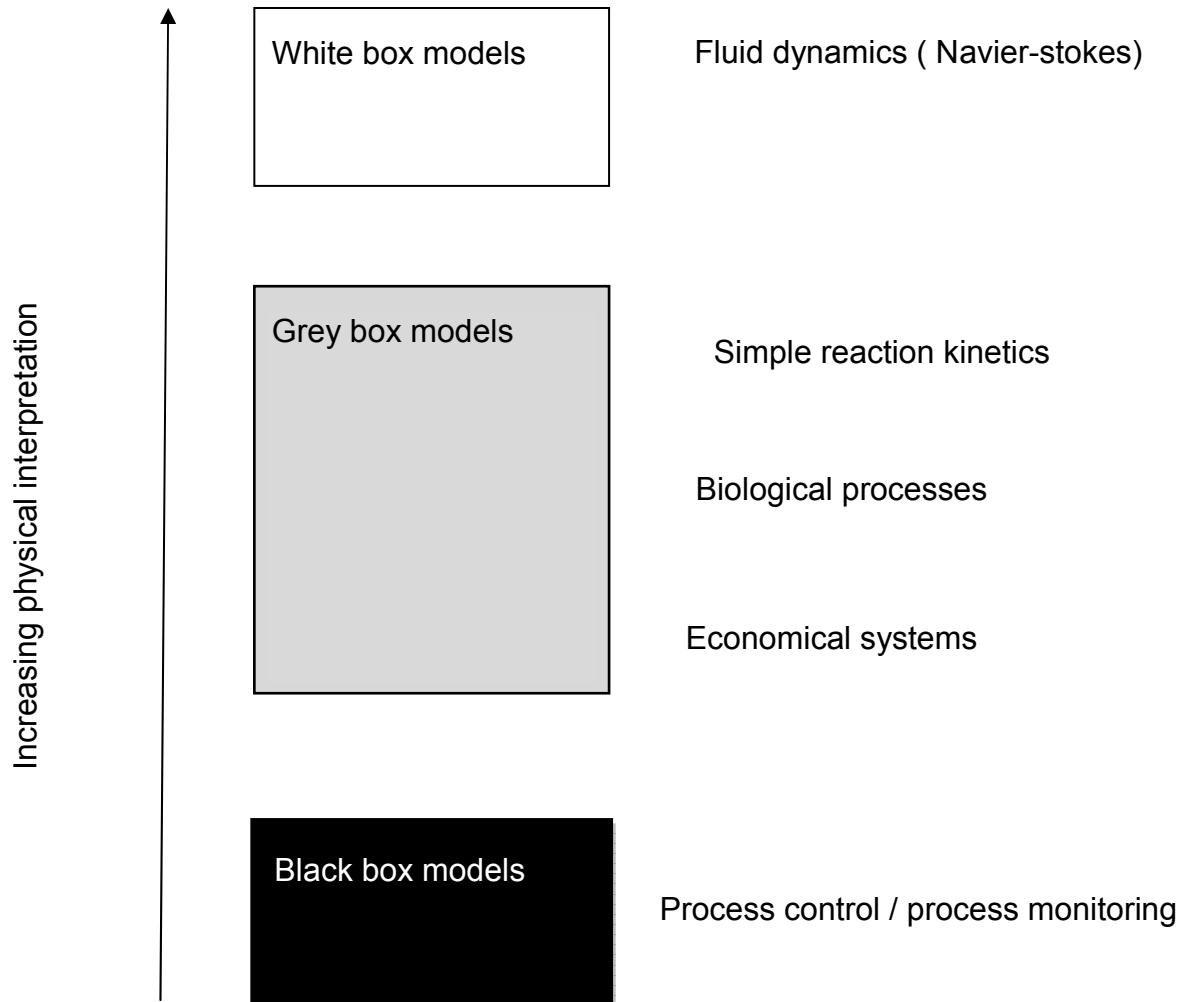 White box models
Fluid dynamics ( Navier-stokes)
Increasing physical interpretation
Grey box models
Simple reaction kinetics
Biological processes
Economical systems
Black box models
Process control / process monitoring